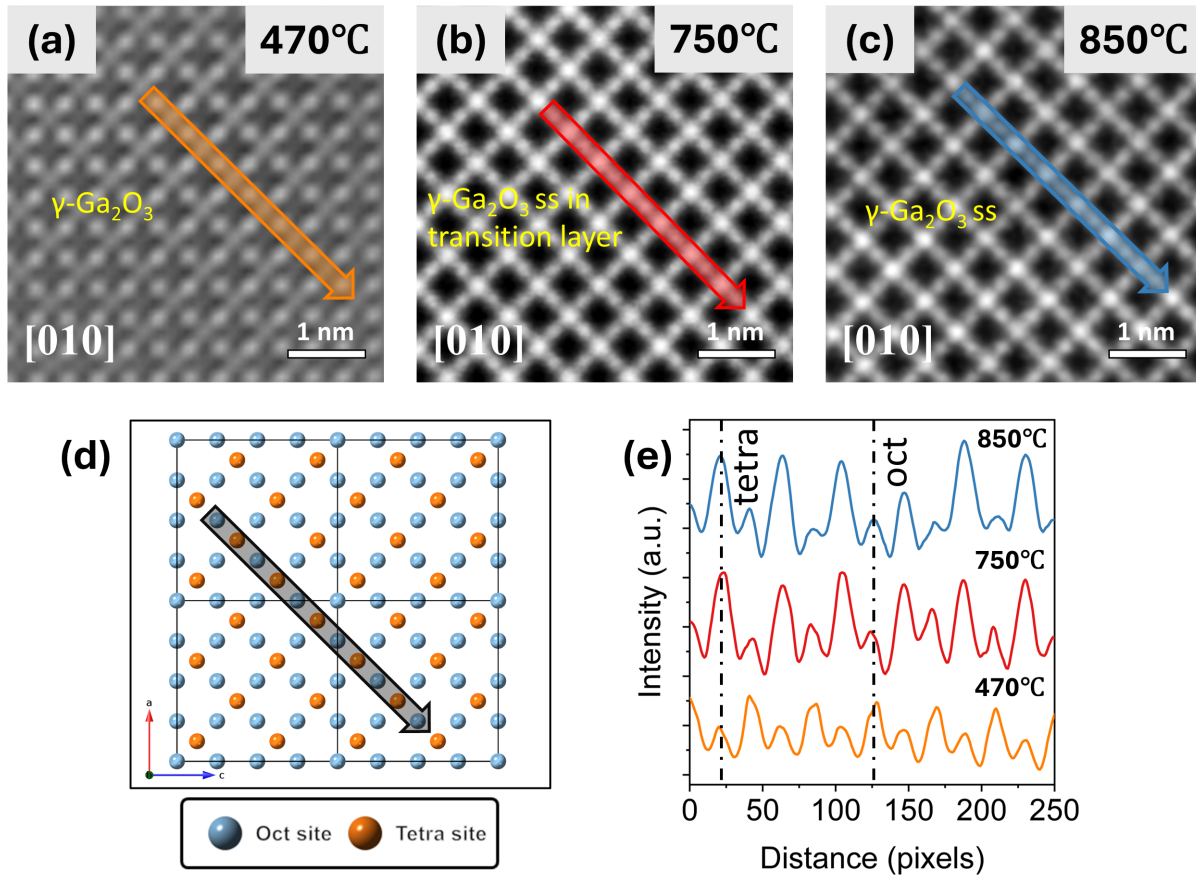 (a)
470℃
γ-Ga₂O₃
[010]
1 nm
(b)
750℃
γ-Ga₂O₃ ss in
transition layer
[010]
1 nm
(c)
850℃
γ-Ga₂O₃ ss
[010]
1 nm
(d)
a
c
Oct site
Tetra site
(e)
850℃
tetra
oct
750℃
470℃
Intensity (a.u.)
0 50 100 150 200 250
Distance (pixels)